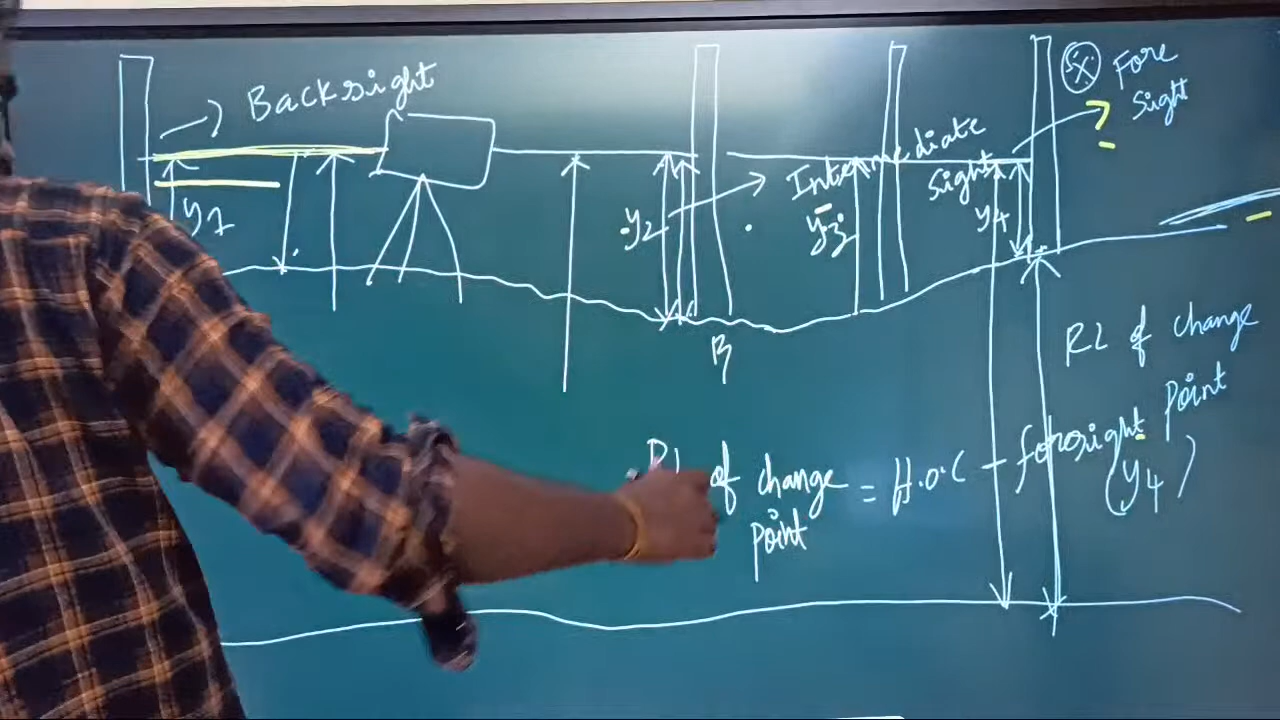 Backsight
Fore
Sight
Intermediate
Sight
y1
y2
y3
y4
B
RL of change
Point
of change
point
= H.O.C - foresight
(y4)